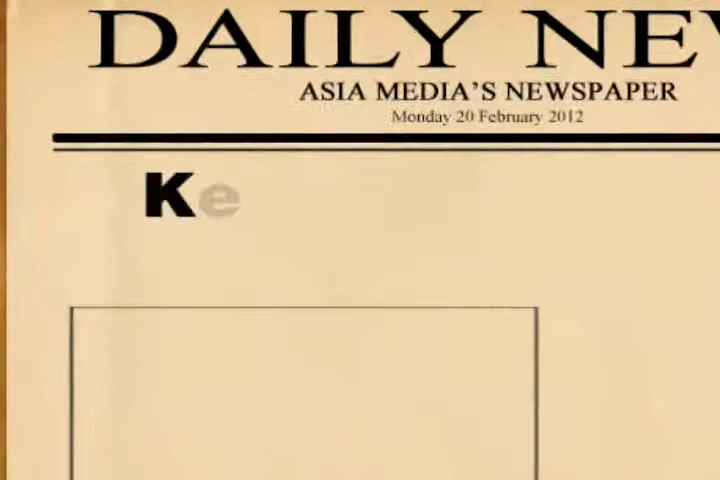 DAILY NEW
ASIA MEDIA'S NEWSPAPER
Monday 20 February 2012
Ke